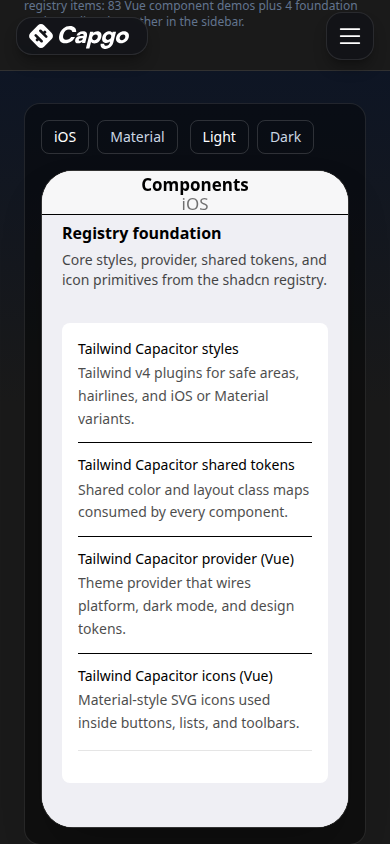 registry items: 83 Vue component demos plus 4 foundation
ther in the sidebar.
Capgo
iOS
Material
Light
Dark
Components
iOS
Registry foundation
Core styles, provider, shared tokens, and
icon primitives from the shadcn registry.
Tailwind Capacitor styles
Tailwind v4 plugins for safe areas,
hairlines, and iOS or Material
variants.
Tailwind Capacitor shared tokens
Shared color and layout class maps
consumed by every component.
Tailwind Capacitor provider (Vue)
Theme provider that wires
platform, dark mode, and design
tokens.
Tailwind Capacitor icons (Vue)
Material-style SVG icons used
inside buttons, lists, and toolbars.